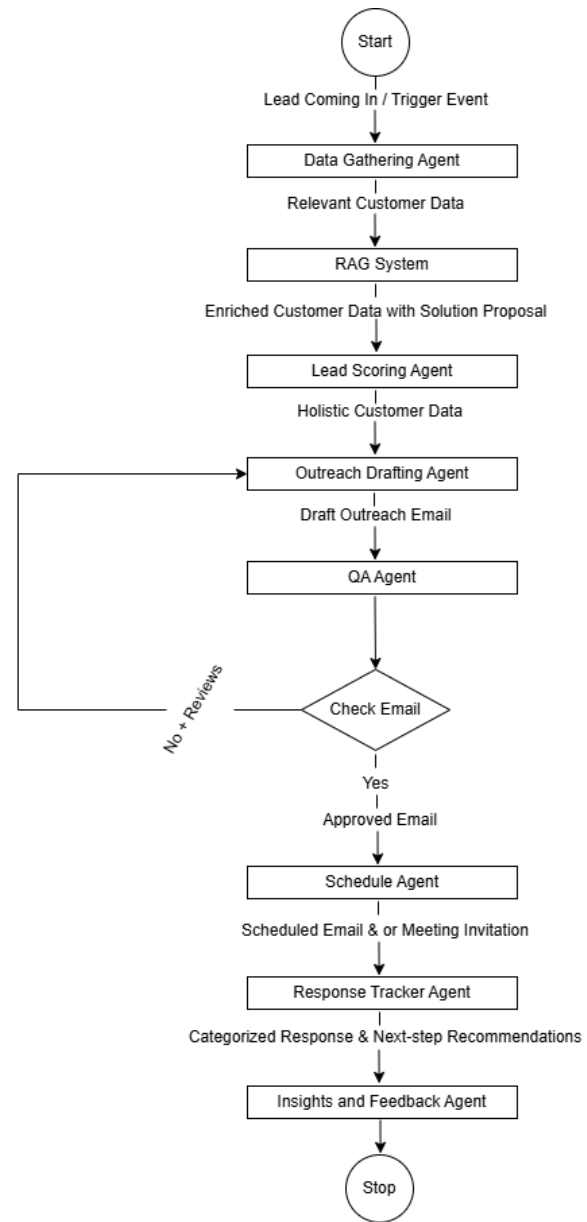 Start
Lead Coming In / Trigger Event
Data Gathering Agent
Relevant Customer Data
RAG System
Enriched Customer Data with Solution Proposal
Lead Scoring Agent
Holistic Customer Data
Outreach Drafting Agent
Draft Outreach Email
QA Agent
No + Reviews
Check Email
Yes
Approved Email
Schedule Agent
Scheduled Email & or Meeting Invitation
Response Tracker Agent
Categorized Response & Next-step Recommendations
Insights and Feedback Agent
Stop